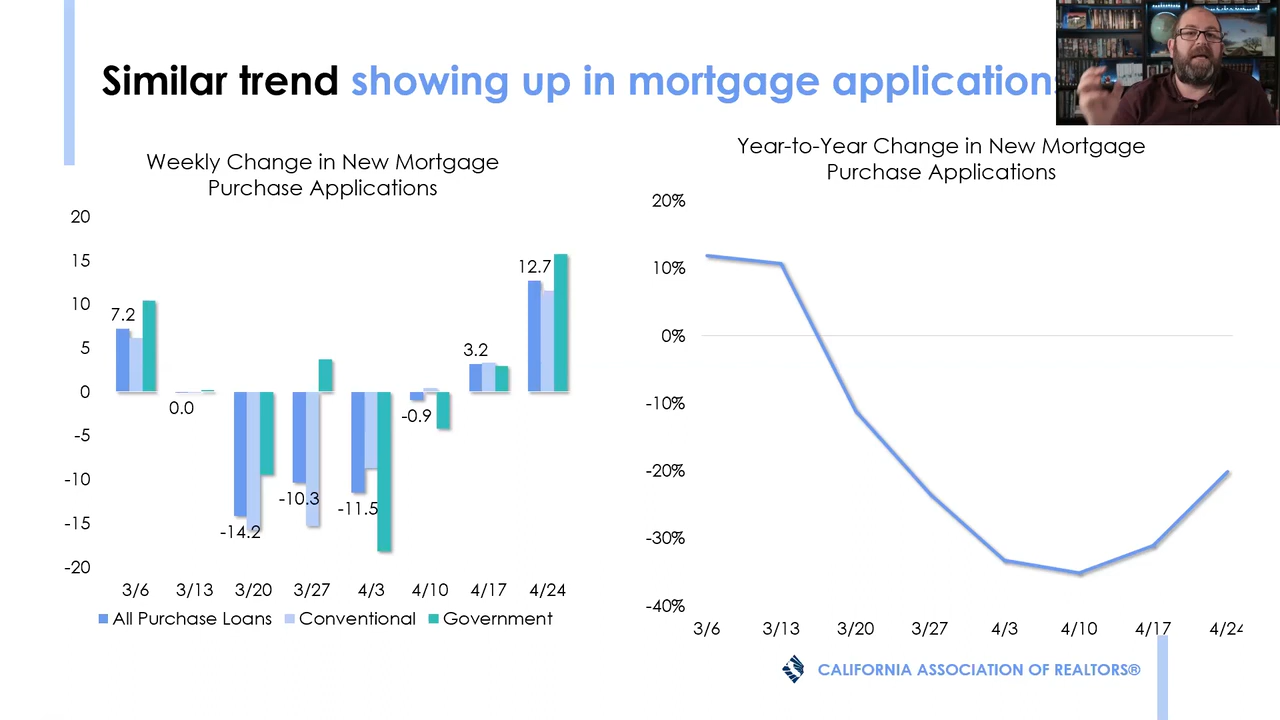 Similar trend showing up in mortgage applications
Weekly Change in New Mortgage
Purchase Applications
20
15
10
5
0
-5
-10
-15
-20
7.2
0.0
-14.2
-10.3
-11.5
-0.9
3.2
12.7
3/6 3/13 3/20 3/27 4/3 4/10 4/17 4/24
All Purchase Loans Conventional Government
Year-to-Year Change in New Mortgage
Purchase Applications
20%
10%
0%
-10%
-20%
-30%
-40%
3/6 3/13 3/20 3/27 4/3 4/10 4/17 4/24
CALIFORNIA ASSOCIATION OF REALTORS®